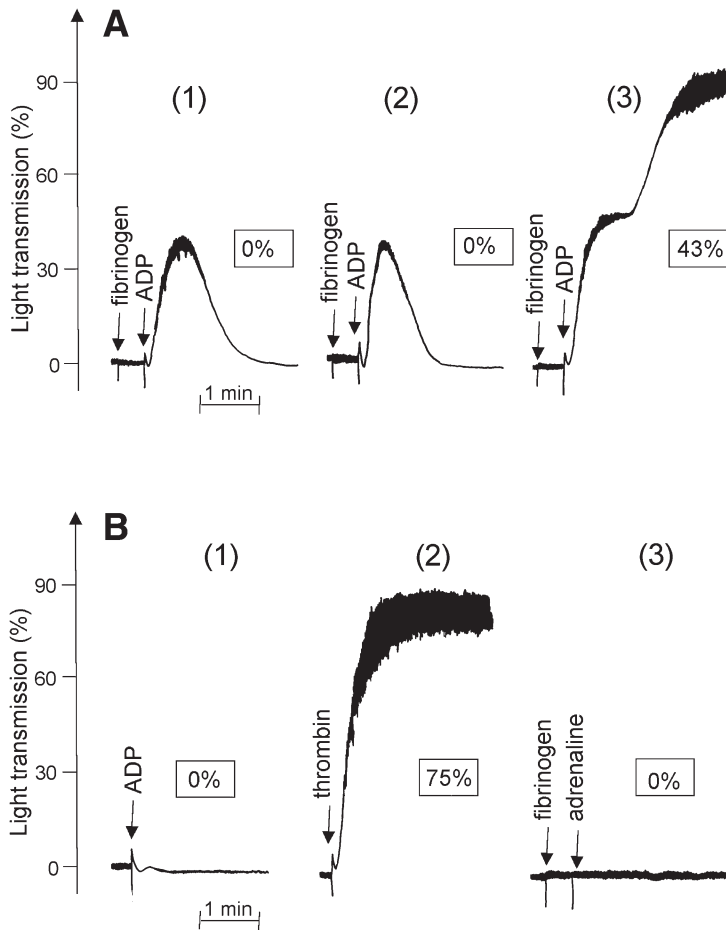 A
Light transmission (%)
90
60
30
0
(1)
(2)
(3)
fibrinogen
ADP
0%
fibrinogen
ADP
0%
fibrinogen
ADP
43%
1 min
B
Light transmission (%)
90
60
30
0
(1)
(2)
(3)
ADP
0%
thrombin
75%
fibrinogen
adrenaline
0%
1 min